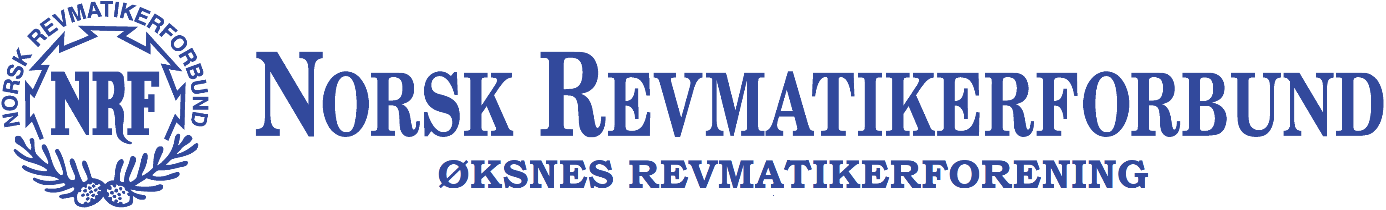 NORSK REVMATIKERFORBUND
NRF
NORSK REVMATIKERFORBUND
ØKSNES REVMATIKERFORENING